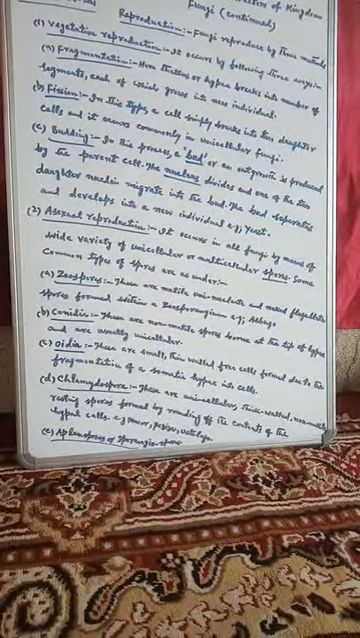 Kingdom
Fungi (continued)
Reproduction:- Fungi reproduce by three methods
(1) Vegetative reproduction:- It occurs by following three ways:-
(a) Fragmentation:- Here thallus or hypha breaks into number of
segments, each of which grows into new individual.
(b) Fission:- In this type, a cell simply breaks into two daughter
cells and it occurs commonly in unicellular fungi.
(c) Budding:- In this process, a 'bud' or an outgrowth is produced
by the parent cell. The nucleus divides and one of the two
daughter nuclei migrate into the bud. The bud separates
and develops into a new individual e.g; Yeast.
(2) Asexual reproduction:- It occurs in all fungi by means of
wide variety of unicellular or multicellular spores. Some
common types of spores are as under:-
(a) Zoospores:- These are motile uni-nucleate and naked flagellate
spores formed within a Zoosporangium e.g;
(b) Conidia:- These are non-motile spores borne at the tip of hypha
and are usually unicellular.
(c) Oidia:- These are small, thin walled free cells formed due to the
fragmentation of a somatic hypha into cells.
(d) Chlamydospore:- These are unicellular, thick-walled, non-motile
resting spores formed by rounding off the contents of the
hyphal cells. e.g;
(e) Aplanospores or Sporangio-spores